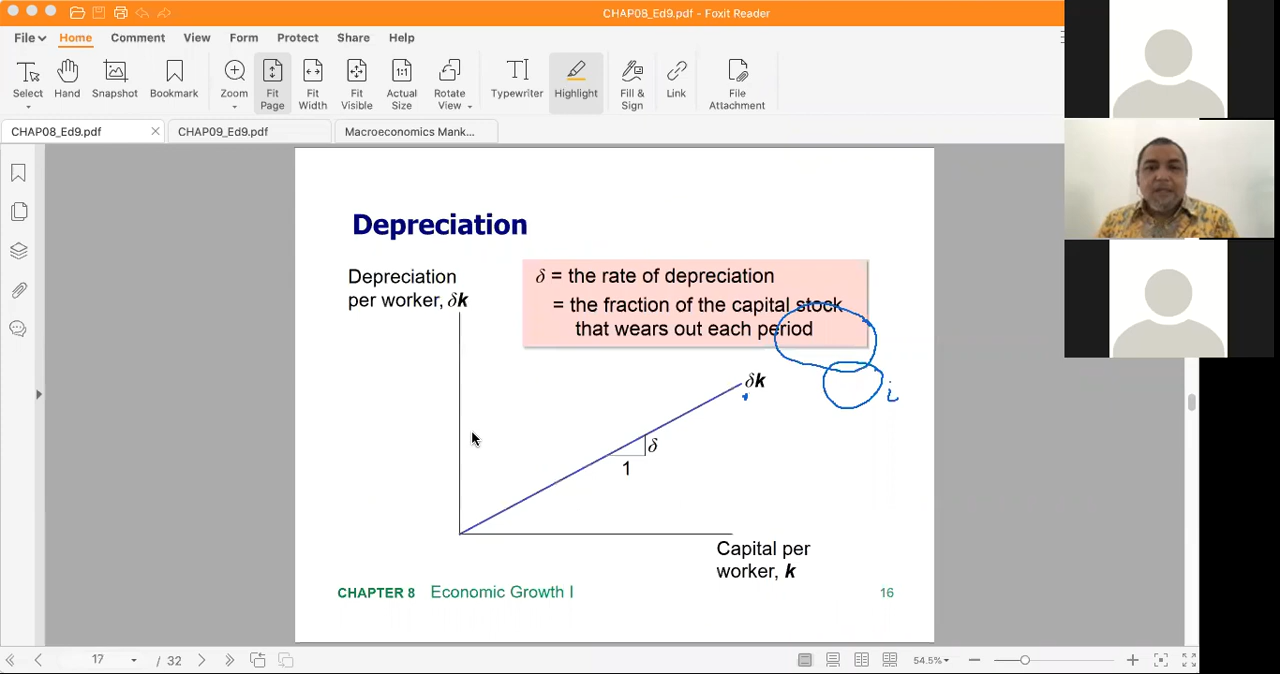 CHAP08_Ed9.pdf - Foxit Reader
File Home Comment View Form Protect Share Help
Select Hand Snapshot Bookmark Zoom Fit Page Fit Width Fit Visible Actual Size Rotate View Typewriter Highlight Fill & Sign Link File Attachment
CHAP08_Ed9.pdf CHAP09_Ed9.pdf Macroeconomics Mank...
Depreciation
Depreciation
per worker, δk
δ = the rate of depreciation
= the fraction of the capital stock
that wears out each period
δk
i
δ
1
Capital per
worker, k
CHAPTER 8 Economic Growth I 16
17 / 32 54.5%